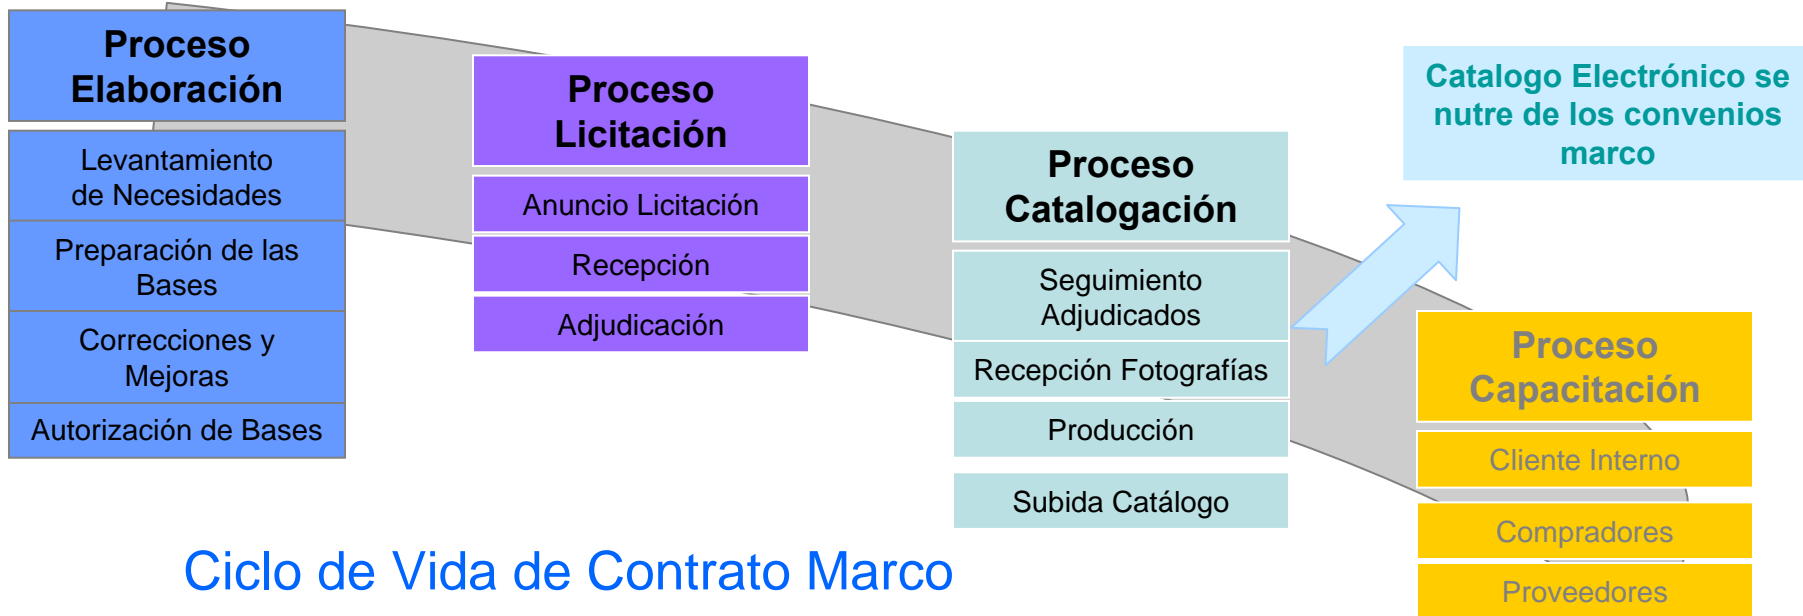 Proceso
Elaboración
Levantamiento
de Necesidades
Preparación de las
Bases
Correcciones y
Mejoras
Autorización de Bases
Proceso
Licitación
Anuncio Licitación
Recepción
Adjudicación
Proceso
Catalogación
Seguimiento
Adjudicados
Recepción Fotografías
Producción
Subida Catálogo
Catalogo Electrónico se
nutre de los convenios
marco
Proceso
Capacitación
Cliente Interno
Compradores
Proveedores
Ciclo de Vida de Contrato Marco